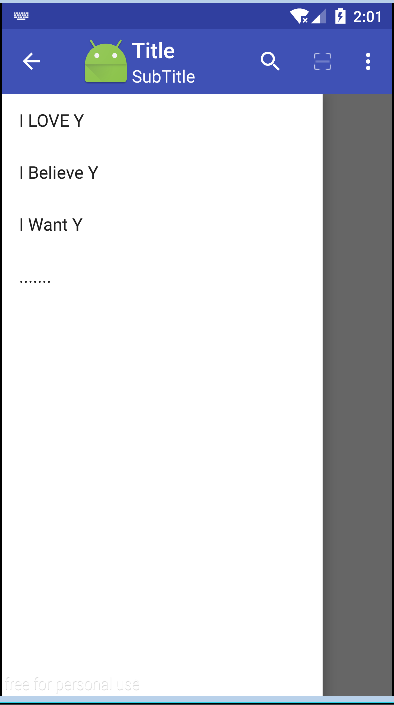 2:01
Title
SubTitle
I LOVE Y
I Believe Y
I Want Y
.......
free for personal use